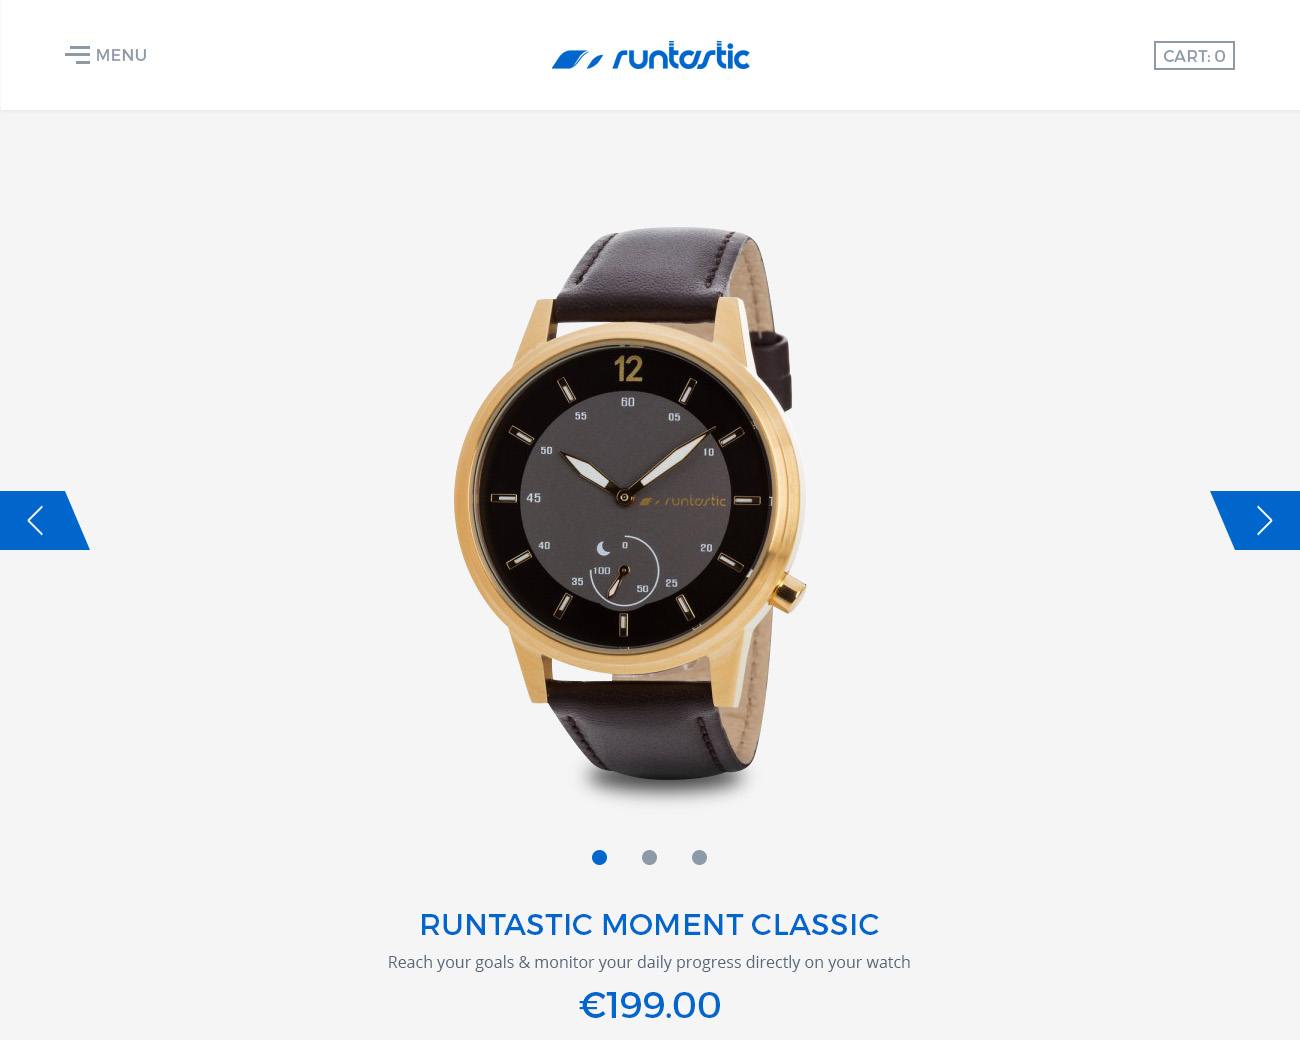 MENU
runtastic
CART: 0
12
60
55
05
50
10
45
runtastic
40
0
20
100
35
50
25
RUNTASTIC MOMENT CLASSIC
Reach your goals & monitor your daily progress directly on your watch
€199.00